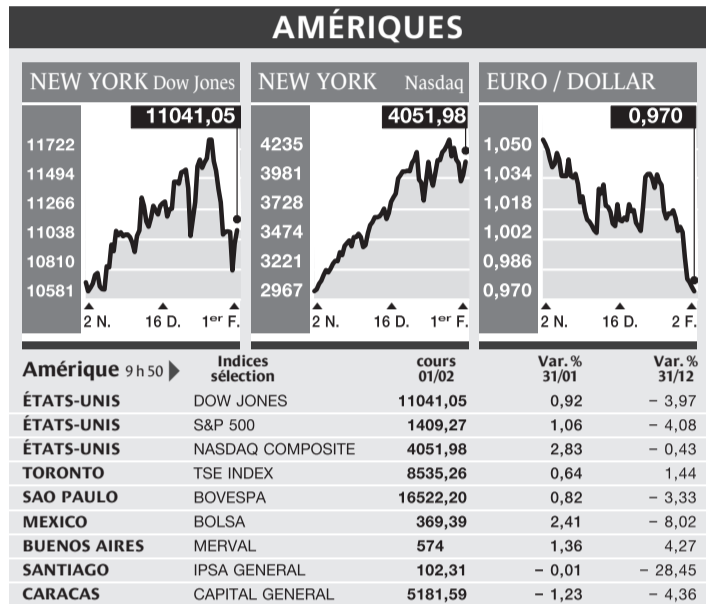 AMÉRIQUES
NEW YORK Dow Jones
11041,05
11722
11494
11266
11038
10810
10581
2 N. 16 D. 1er F.
NEW YORK Nasdaq
4051,98
4235
3981
3728
3474
3221
2967
2 N. 16 D. 1er F.
EURO / DOLLAR
0,970
1,050
1,034
1,018
1,002
0,986
0,970
2 N. 16 D. 2 F.
Amérique 9h50 Indices sélection cours 01/02 Var. % 31/01 Var. % 31/12
ÉTATS-UNIS DOW JONES 11041,05 0,92 – 3,97
ÉTATS-UNIS S&P 500 1409,27 1,06 – 4,08
ÉTATS-UNIS NASDAQ COMPOSITE 4051,98 2,83 – 0,43
TORONTO TSE INDEX 8535,26 0,64 1,44
SAO PAULO BOVESPA 16522,20 0,82 – 3,33
MEXICO BOLSA 369,39 2,41 – 8,02
BUENOS AIRES MERVAL 574 1,36 4,27
SANTIAGO IPSA GENERAL 102,31 – 0,01 – 28,45
CARACAS CAPITAL GENERAL 5181,59 – 1,23 – 4,36